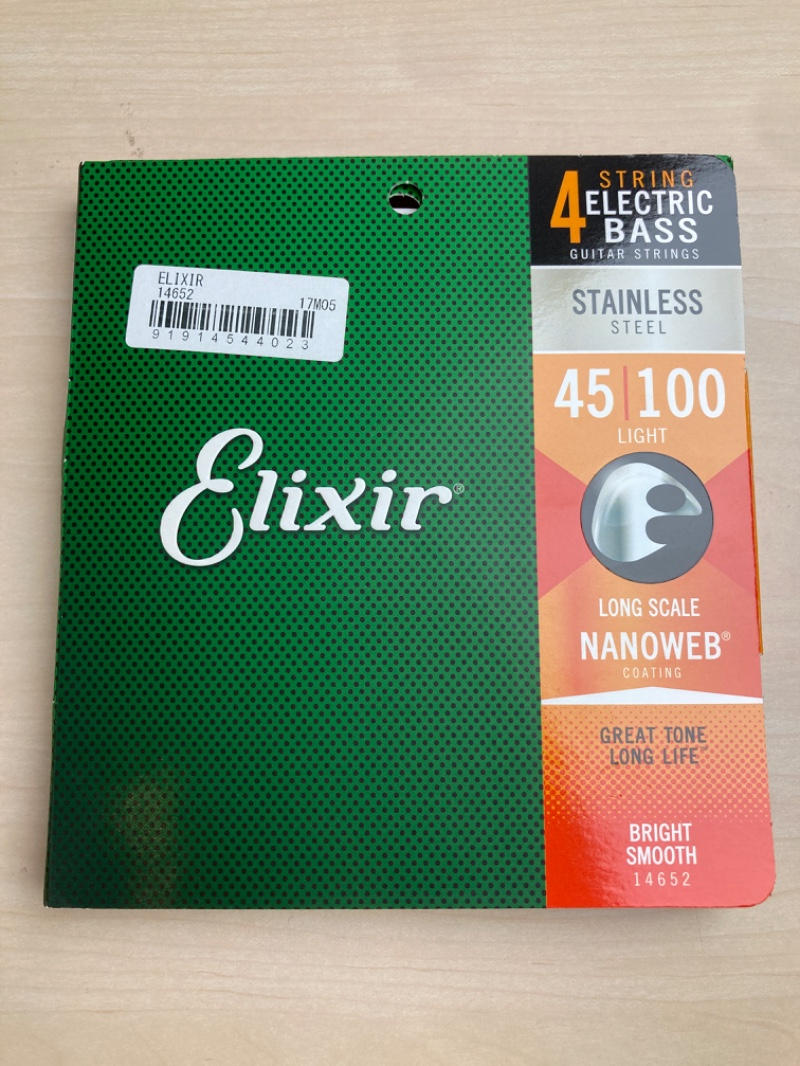 ELIXIR
14652
17M05
91914544023
Elixir®
4 STRING
ELECTRIC
BASS
GUITAR STRINGS
STAINLESS
STEEL
45|100
LIGHT
LONG SCALE
NANOWEB®
COATING
GREAT TONE
LONG LIFE™
BRIGHT
SMOOTH
14652